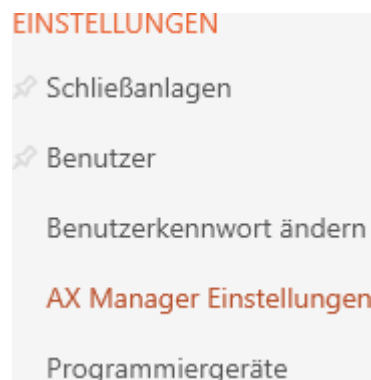 EINSTELLUNGEN
Schließanlagen
Benutzer
Benutzerkennwort ändern
AX Manager Einstellungen
Programmiergeräte